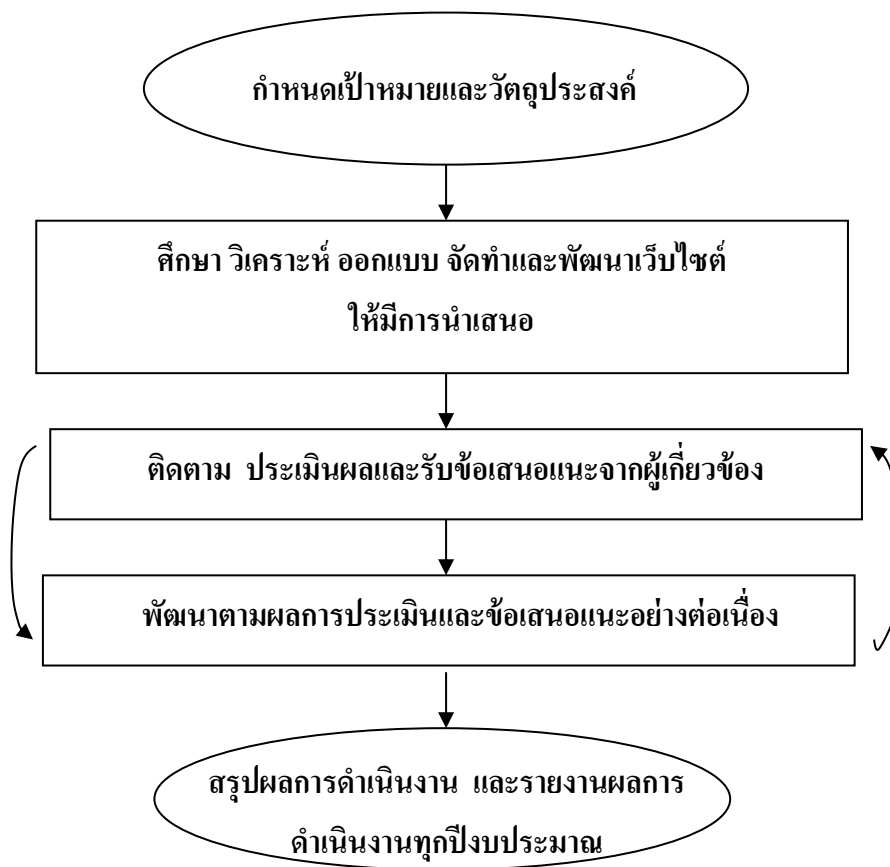 กำหนดเป้าหมายและวัตถุประสงค์
ศึกษา วิเคราะห์ ออกแบบ จัดทำและพัฒนาเว็บไซต์
ให้มีการนำเสนอ
ติดตาม ประเมินผลและรับข้อเสนอแนะจากผู้เกี่ยวข้อง
พัฒนาตามผลการประเมินและข้อเสนอแนะอย่างต่อเนื่อง
สรุปผลการดำเนินงาน และรายงานผลการ
ดำเนินงานทุกปีงบประมาณ